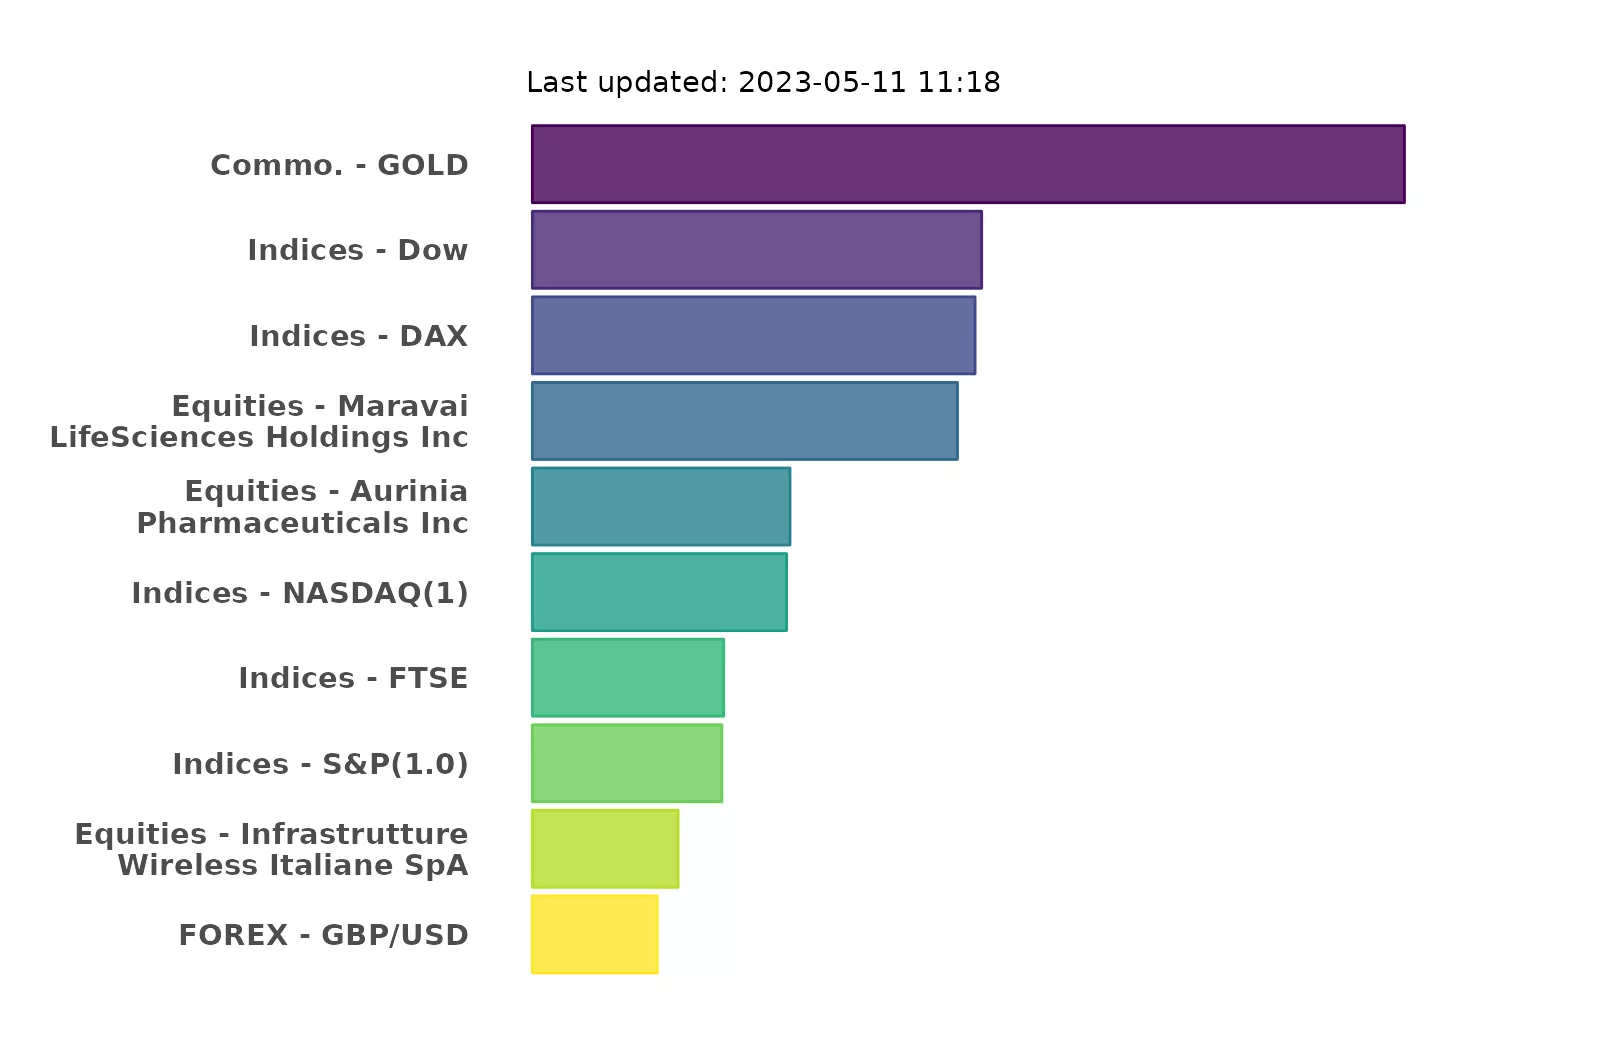 Last updated: 2023-05-11 11:18
Commo. - GOLD
Indices - Dow
Indices - DAX
Equities - Maravai
LifeSciences Holdings Inc
Equities - Aurinia
Pharmaceuticals Inc
Indices - NASDAQ(1)
Indices - FTSE
Indices - S&P(1.0)
Equities - Infrastrutture
Wireless Italiane SpA
FOREX - GBP/USD